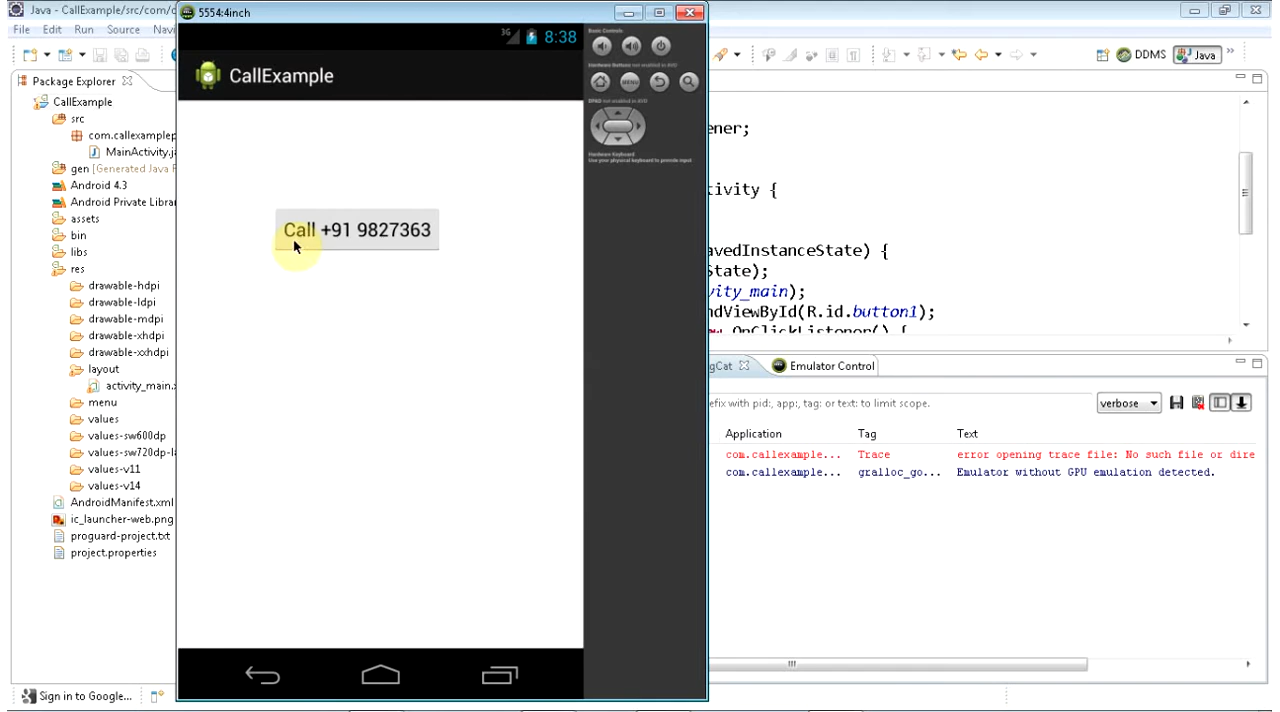 Java - CallExample/src/com/c
5554:4inch
File Edit Run Source Nav
DDMS
Java
Package Explorer
CallExample
src
com.callexamplep
MainActivity.ja
gen [Generated Java F
Android 4.3
Android Private Librar
assets
bin
libs
res
drawable-hdpi
drawable-ldpi
drawable-mdpi
drawable-xhdpi
drawable-xxhdpi
layout
activity_main.x
menu
values
values-sw600dp
values-sw720dp-la
values-v11
values-v14
AndroidManifest.xml
ic_launcher-web.png
proguard-project.txt
project.properties
Sign in to Google...
3G
8:38
CallExample
Call +91 9827363
Basic Controls
Hardware Buttons not enabled in AVD
MENU
DPAD not enabled in AVD
Hardware Keyboard
Use your physical keyboard to provide input
ener;
tivity {
avedInstanceState) {
State);
vity_main);
ndViewById(R.id.button1);
new OnClickListener() {
gCat
Emulator Control
efix with pid:, app:, tag: or text: to limit scope.
verbose
Application Tag Text
com.callexample... Trace error opening trace file: No such file or dire
com.callexample... gralloc_go... Emulator without GPU emulation detected.